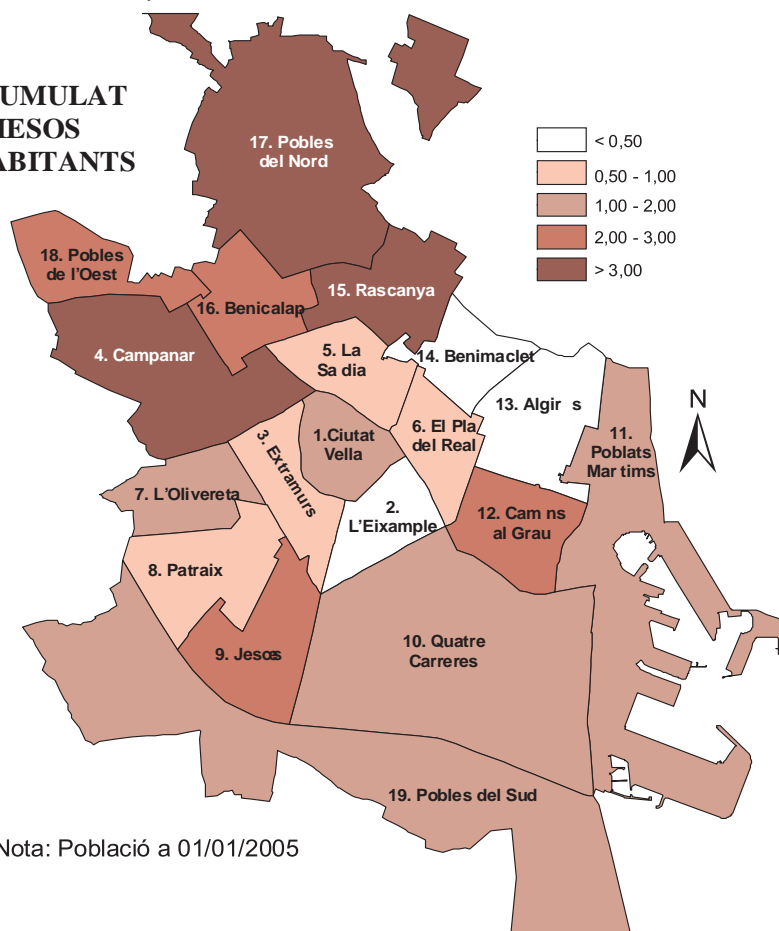 UMULAT
IESOS
ABITANTS
< 0,50
0,50 - 1,00
1,00 - 2,00
2,00 - 3,00
> 3,00
17. Pobles
del Nord
18. Pobles
de l'Oest
16. Benicalap
15. Rascanya
4. Campanar
5. La
Sa dia
14. Benimaclet
13. Algir s
N
6. El Pla
del Real
11.
Poblats
Mar tims
3. Extramurs
1.Ciutat
Vella
7. L'Olivereta
2.
L'Eixample
12. Cam ns
al Grau
8. Patraix
9. Jesos
10. Quatre
Carreres
19. Pobles del Sud
Nota: Població a 01/01/2005